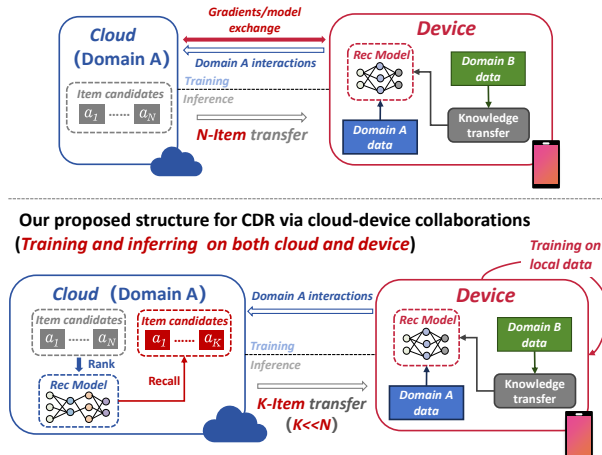 Gradients/model
exchange
Cloud
(Domain A)
Device
Domain A interactions
Rec Model
Domain B
data
Training
Item candidates
Inference
a₁ ...... a_N
N-Item transfer
Domain A
data
Knowledge
transfer
Our proposed structure for CDR via cloud-device collaborations
(Training and inferring on both cloud and device)
Training on
local data
Cloud (Domain A)
Domain A interactions
Device
Item candidates
Item candidates
Rec Model
Domain B
data
a₁ ...... a_N
a₁ ...... a_K
Training
Rank
Inference
Rec Model
Recall
K-Item transfer
(K<<N)
Domain A
data
Knowledge
transfer